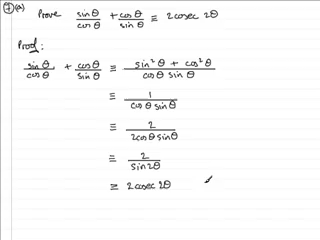 7(a) Prove sinθ/cosθ + cosθ/sinθ ≡ 2cosec 2θ
Proof:
sinθ/cosθ + cosθ/sinθ ≡ (sin²θ + cos²θ)/(cosθ sinθ)
≡ 1/(cosθ sinθ)
≡ 2/(2cosθ sinθ)
≡ 2/(sin2θ)
≡ 2cosec 2θ